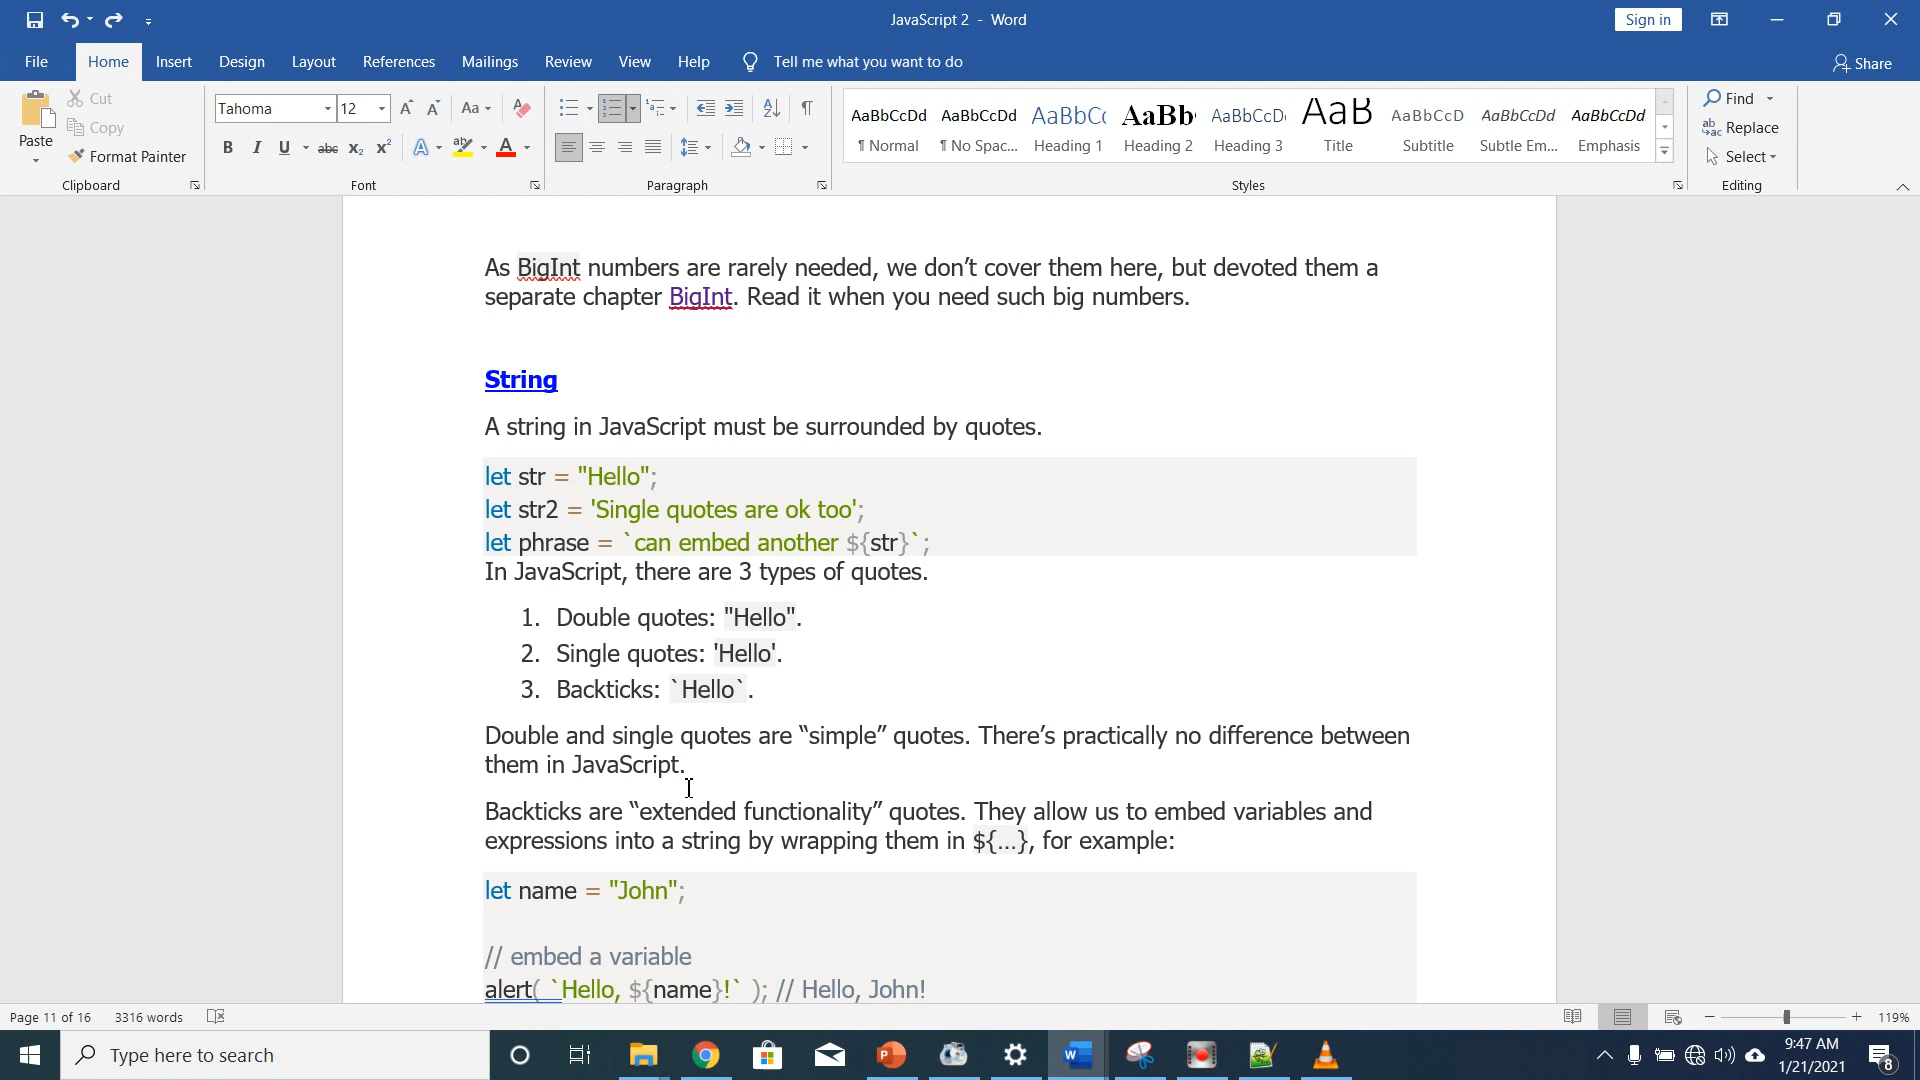 JavaScript 2 - Word
Sign in
File Home Insert Design Layout References Mailings Review View Help Tell me what you want to do Share
Paste
Cut
Copy
Format Painter
Clipboard
Tahoma 12
Aa
B I U abc X₂ X² A ab A
Font
Paragraph
AaBbCcDd AaBbCcDd AaBbCc AaBb AaBbCcD AaB AaBbCcD AaBbCcDd AaBbCcDd
¶ Normal ¶ No Spac... Heading 1 Heading 2 Heading 3 Title Subtitle Subtle Em... Emphasis
Styles
Find
Replace
Select
Editing
As BigInt numbers are rarely needed, we don’t cover them here, but devoted them a
separate chapter BigInt. Read it when you need such big numbers.
String
A string in JavaScript must be surrounded by quotes.
let str = "Hello";
let str2 = 'Single quotes are ok too';
let phrase = `can embed another ${str}`;
In JavaScript, there are 3 types of quotes.
1. Double quotes: "Hello".
2. Single quotes: 'Hello'.
3. Backticks: `Hello`.
Double and single quotes are “simple” quotes. There’s practically no difference between
them in JavaScript.
Backticks are “extended functionality” quotes. They allow us to embed variables and
expressions into a string by wrapping them in ${…}, for example:
let name = "John";
// embed a variable
alert( `Hello, ${name}!` ); // Hello, John!
Page 11 of 16 3316 words 119%
Type here to search
9:47 AM
1/21/2021
8